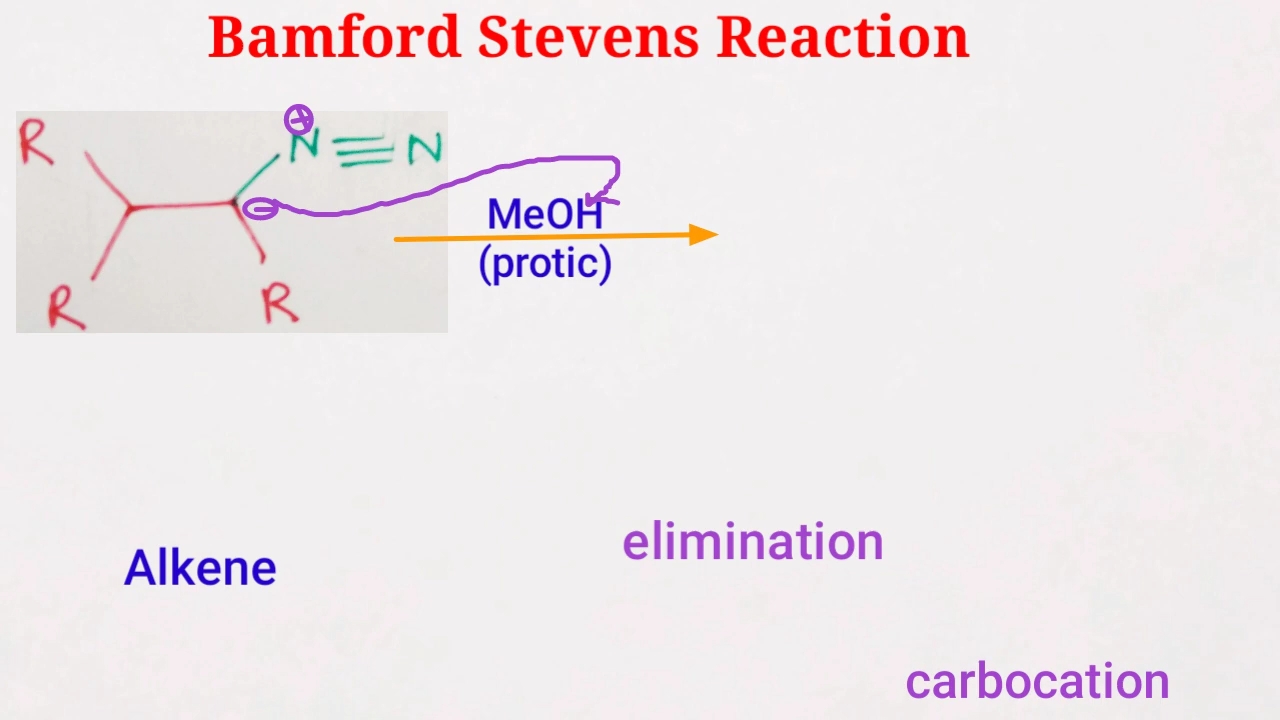 Bamford Stevens Reaction
R
⊕
N≡N
⊖
R
R
MeOH
(protic)
elimination
Alkene
carbocation